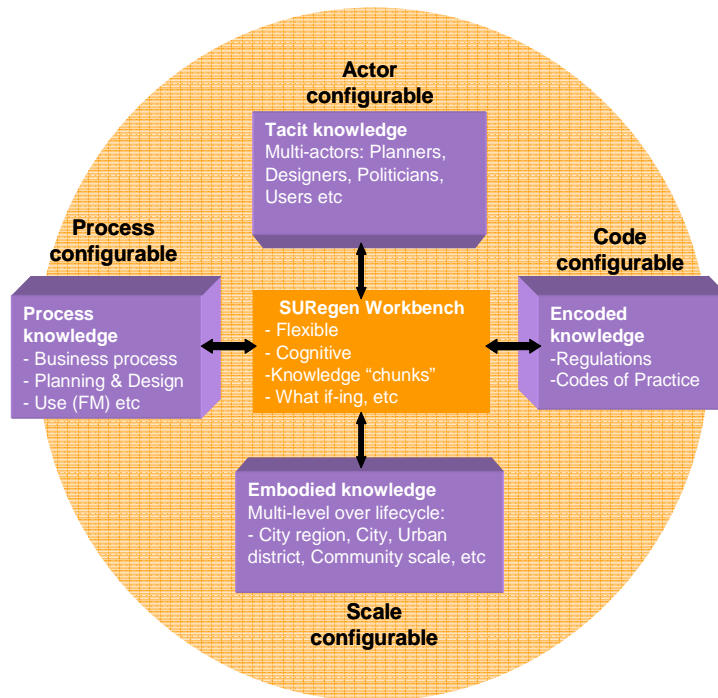 Actor
configurable
Tacit knowledge
Multi-actors: Planners,
Designers, Politicians,
Users etc
Process
configurable
Code
configurable
Process
knowledge
- Business process
- Planning & Design
- Use (FM) etc
SURegen Workbench
- Flexible
- Cognitive
-Knowledge “chunks”
- What if-ing, etc
Encoded
knowledge
-Regulations
-Codes of Practice
Embodied knowledge
Multi-level over lifecycle:
- City region, City, Urban
district, Community scale, etc
Scale
configurable